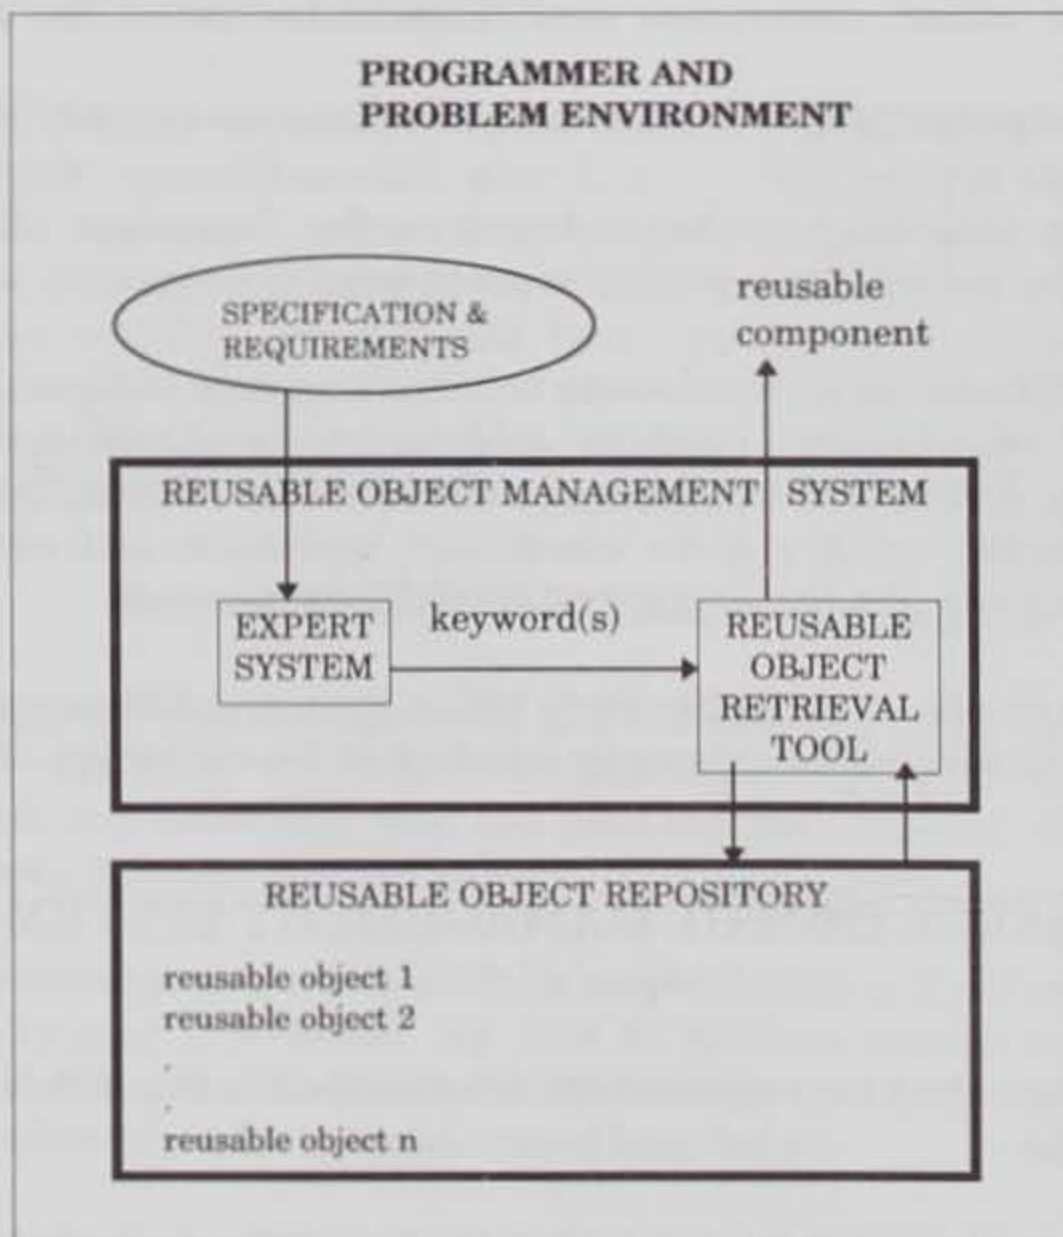 PROGRAMMER AND
PROBLEM ENVIRONMENT
SPECIFICATION &
REQUIREMENTS
reusable
component
REUSABLE OBJECT MANAGEMENT SYSTEM
EXPERT
SYSTEM
keyword(s)
REUSABLE
OBJECT
RETRIEVAL
TOOL
REUSABLE OBJECT REPOSITORY
reusable object 1
reusable object 2
.
.
reusable object n